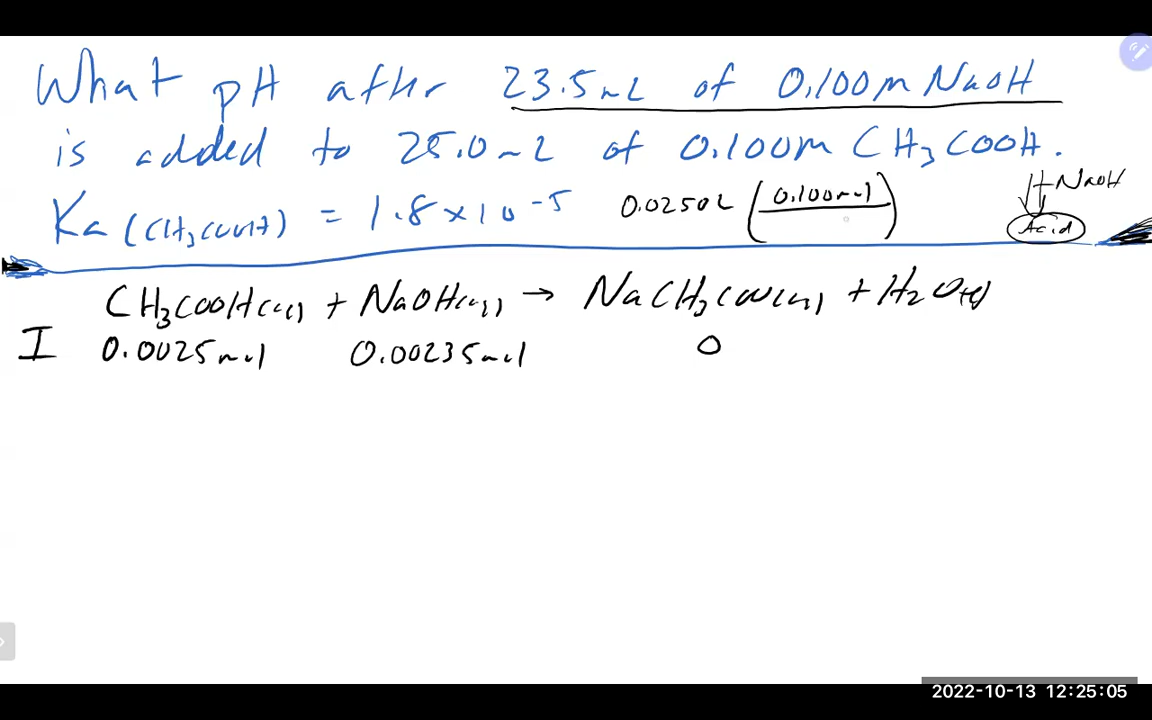 What pH after 23.5mL of 0.100M NaOH
is added to 25.0mL of 0.100M CH3COOH.
Ka (CH3COOH) = 1.8×10-5
0.0250L (0.100mol)
+NaOH
Acid
CH3COOH(aq) + NaOH(aq) → NaCH3COO(aq) + H2O(l)
I 0.0025mol 0.00235mol 0
2022-10-13 12:25:05